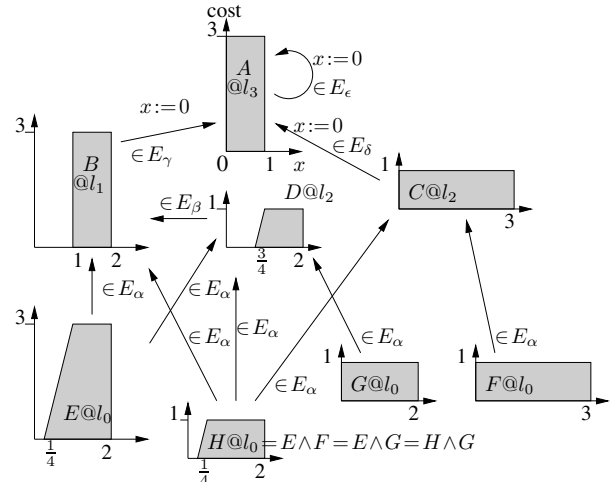 cost
3
A
@l₃
x:=0
∈E_ϵ
x:=0
x:=0
∈E_γ
∈E_δ
0
1
x
3
B
@l₁
1
2
∈E_β
D@l₂
1
3/4
2
1
C@l₂
3
∈E_α
∈E_α
∈E_α
∈E_α
∈E_α
∈E_α
∈E_α
3
E@l₀
1/4
2
1
G@l₀
2
1
F@l₀
3
1
H@l₀=E∧F=E∧G=H∧G
1/4
2